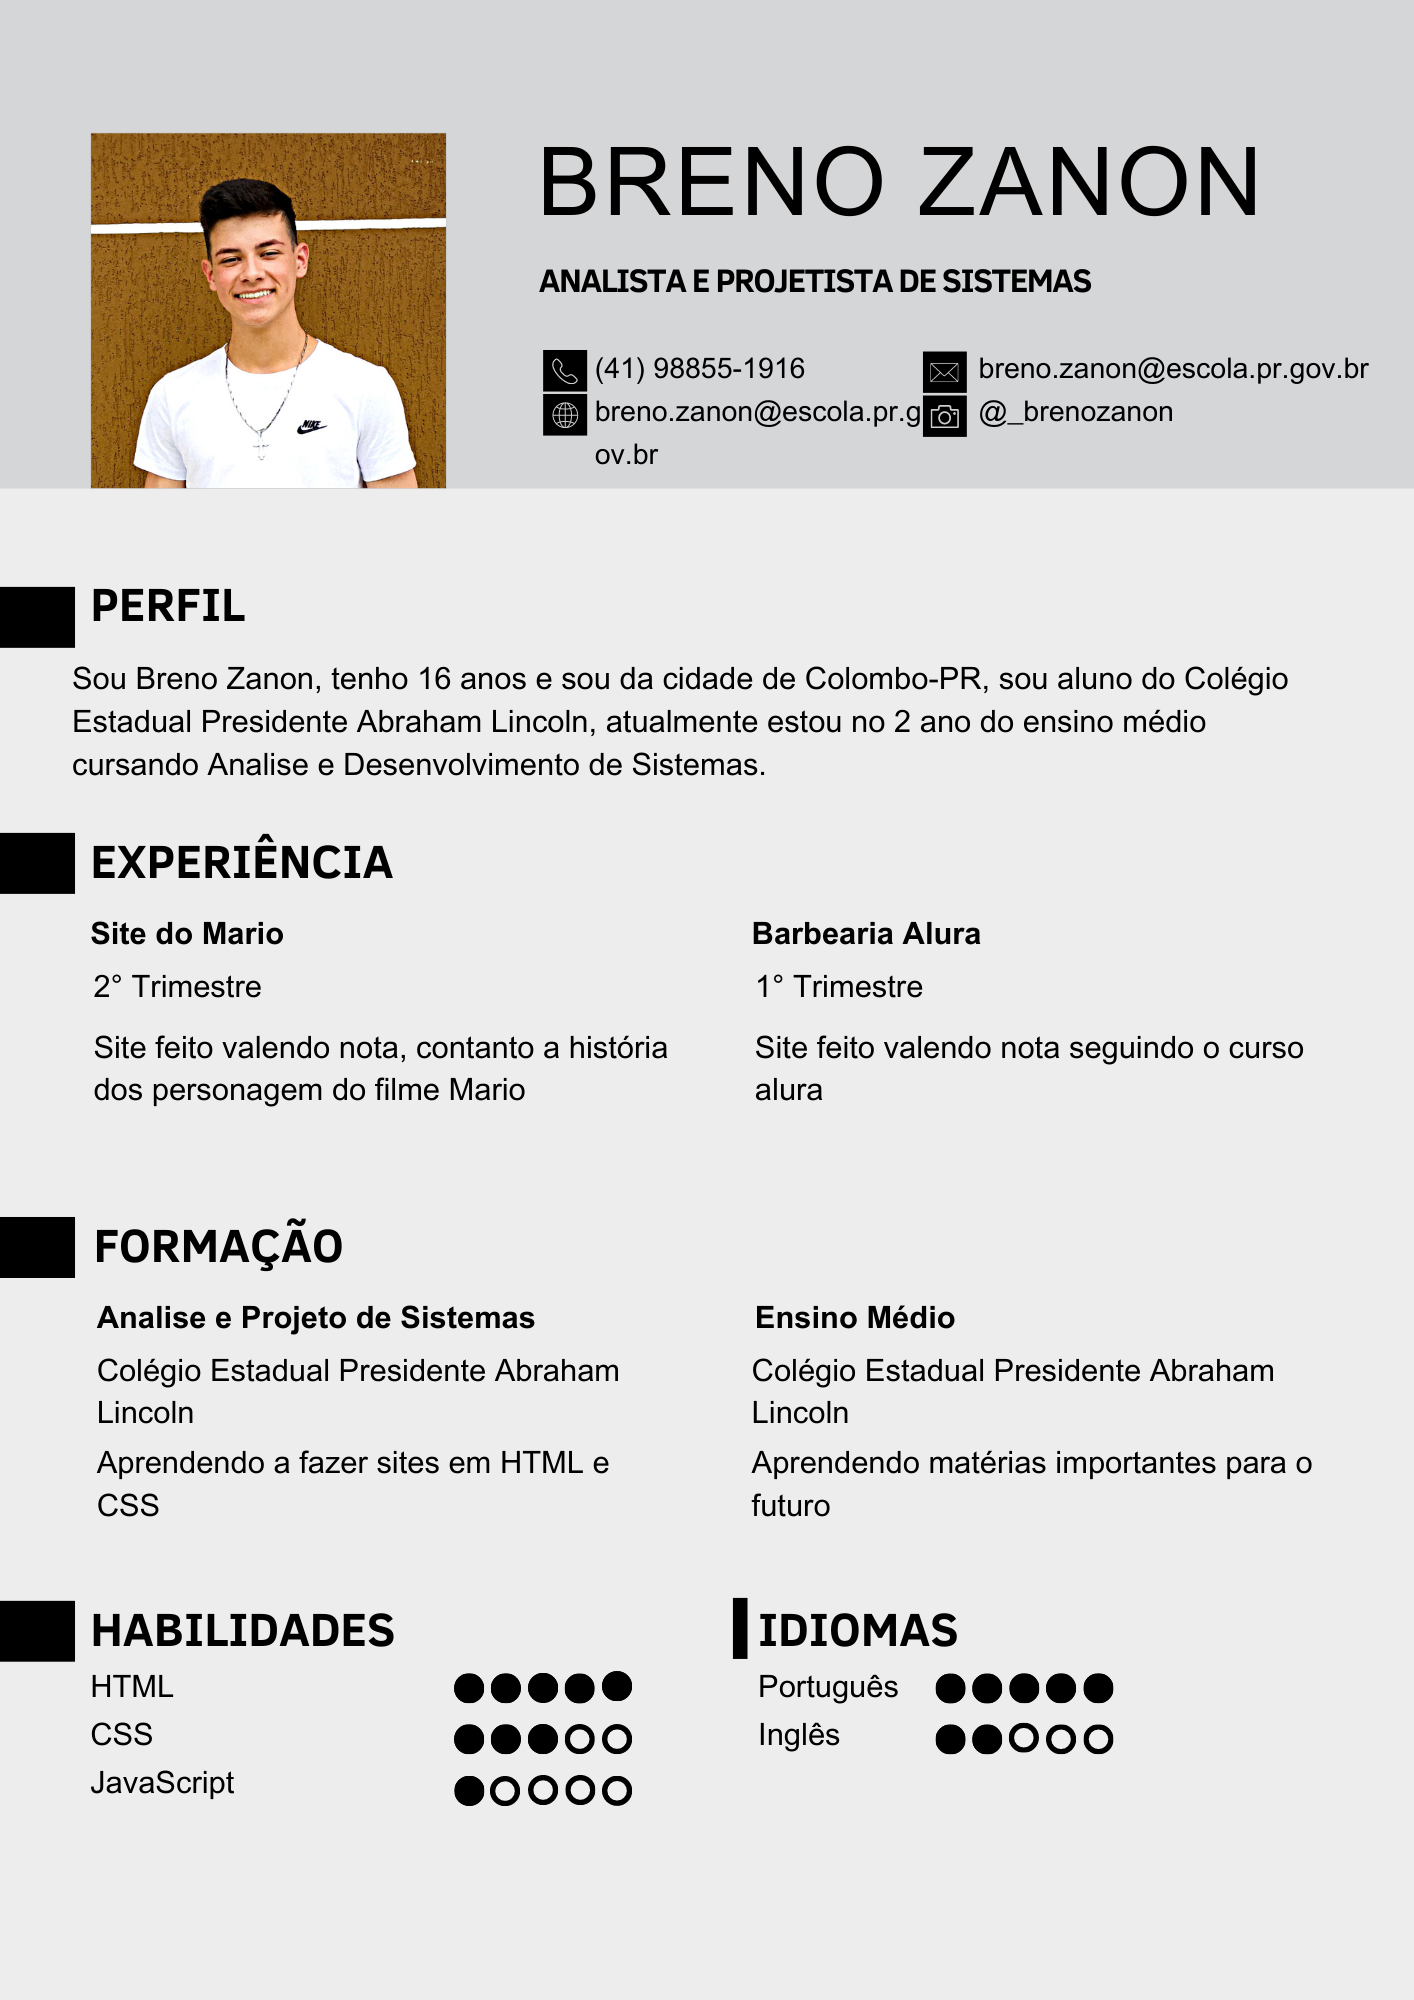 BRENO ZANON
ANALISTA E PROJETISTA DE SISTEMAS
(41) 98855-1916
breno.zanon@escola.pr.gov.br
breno.zanon@escola.pr.g
ov.br
@_brenozanon
NIKE
PERFIL
Sou Breno Zanon, tenho 16 anos e sou da cidade de Colombo-PR, sou aluno do Colégio
Estadual Presidente Abraham Lincoln, atualmente estou no 2 ano do ensino médio
cursando Analise e Desenvolvimento de Sistemas.
EXPERIÊNCIA
Site do Mario
2° Trimestre
Site feito valendo nota, contanto a história
dos personagem do filme Mario
Barbearia Alura
1° Trimestre
Site feito valendo nota seguindo o curso
alura
FORMAÇÃO
Analise e Projeto de Sistemas
Colégio Estadual Presidente Abraham
Lincoln
Aprendendo a fazer sites em HTML e
CSS
Ensino Médio
Colégio Estadual Presidente Abraham
Lincoln
Aprendendo matérias importantes para o
futuro
HABILIDADES
HTML
CSS
JavaScript
IDIOMAS
Português
Inglês